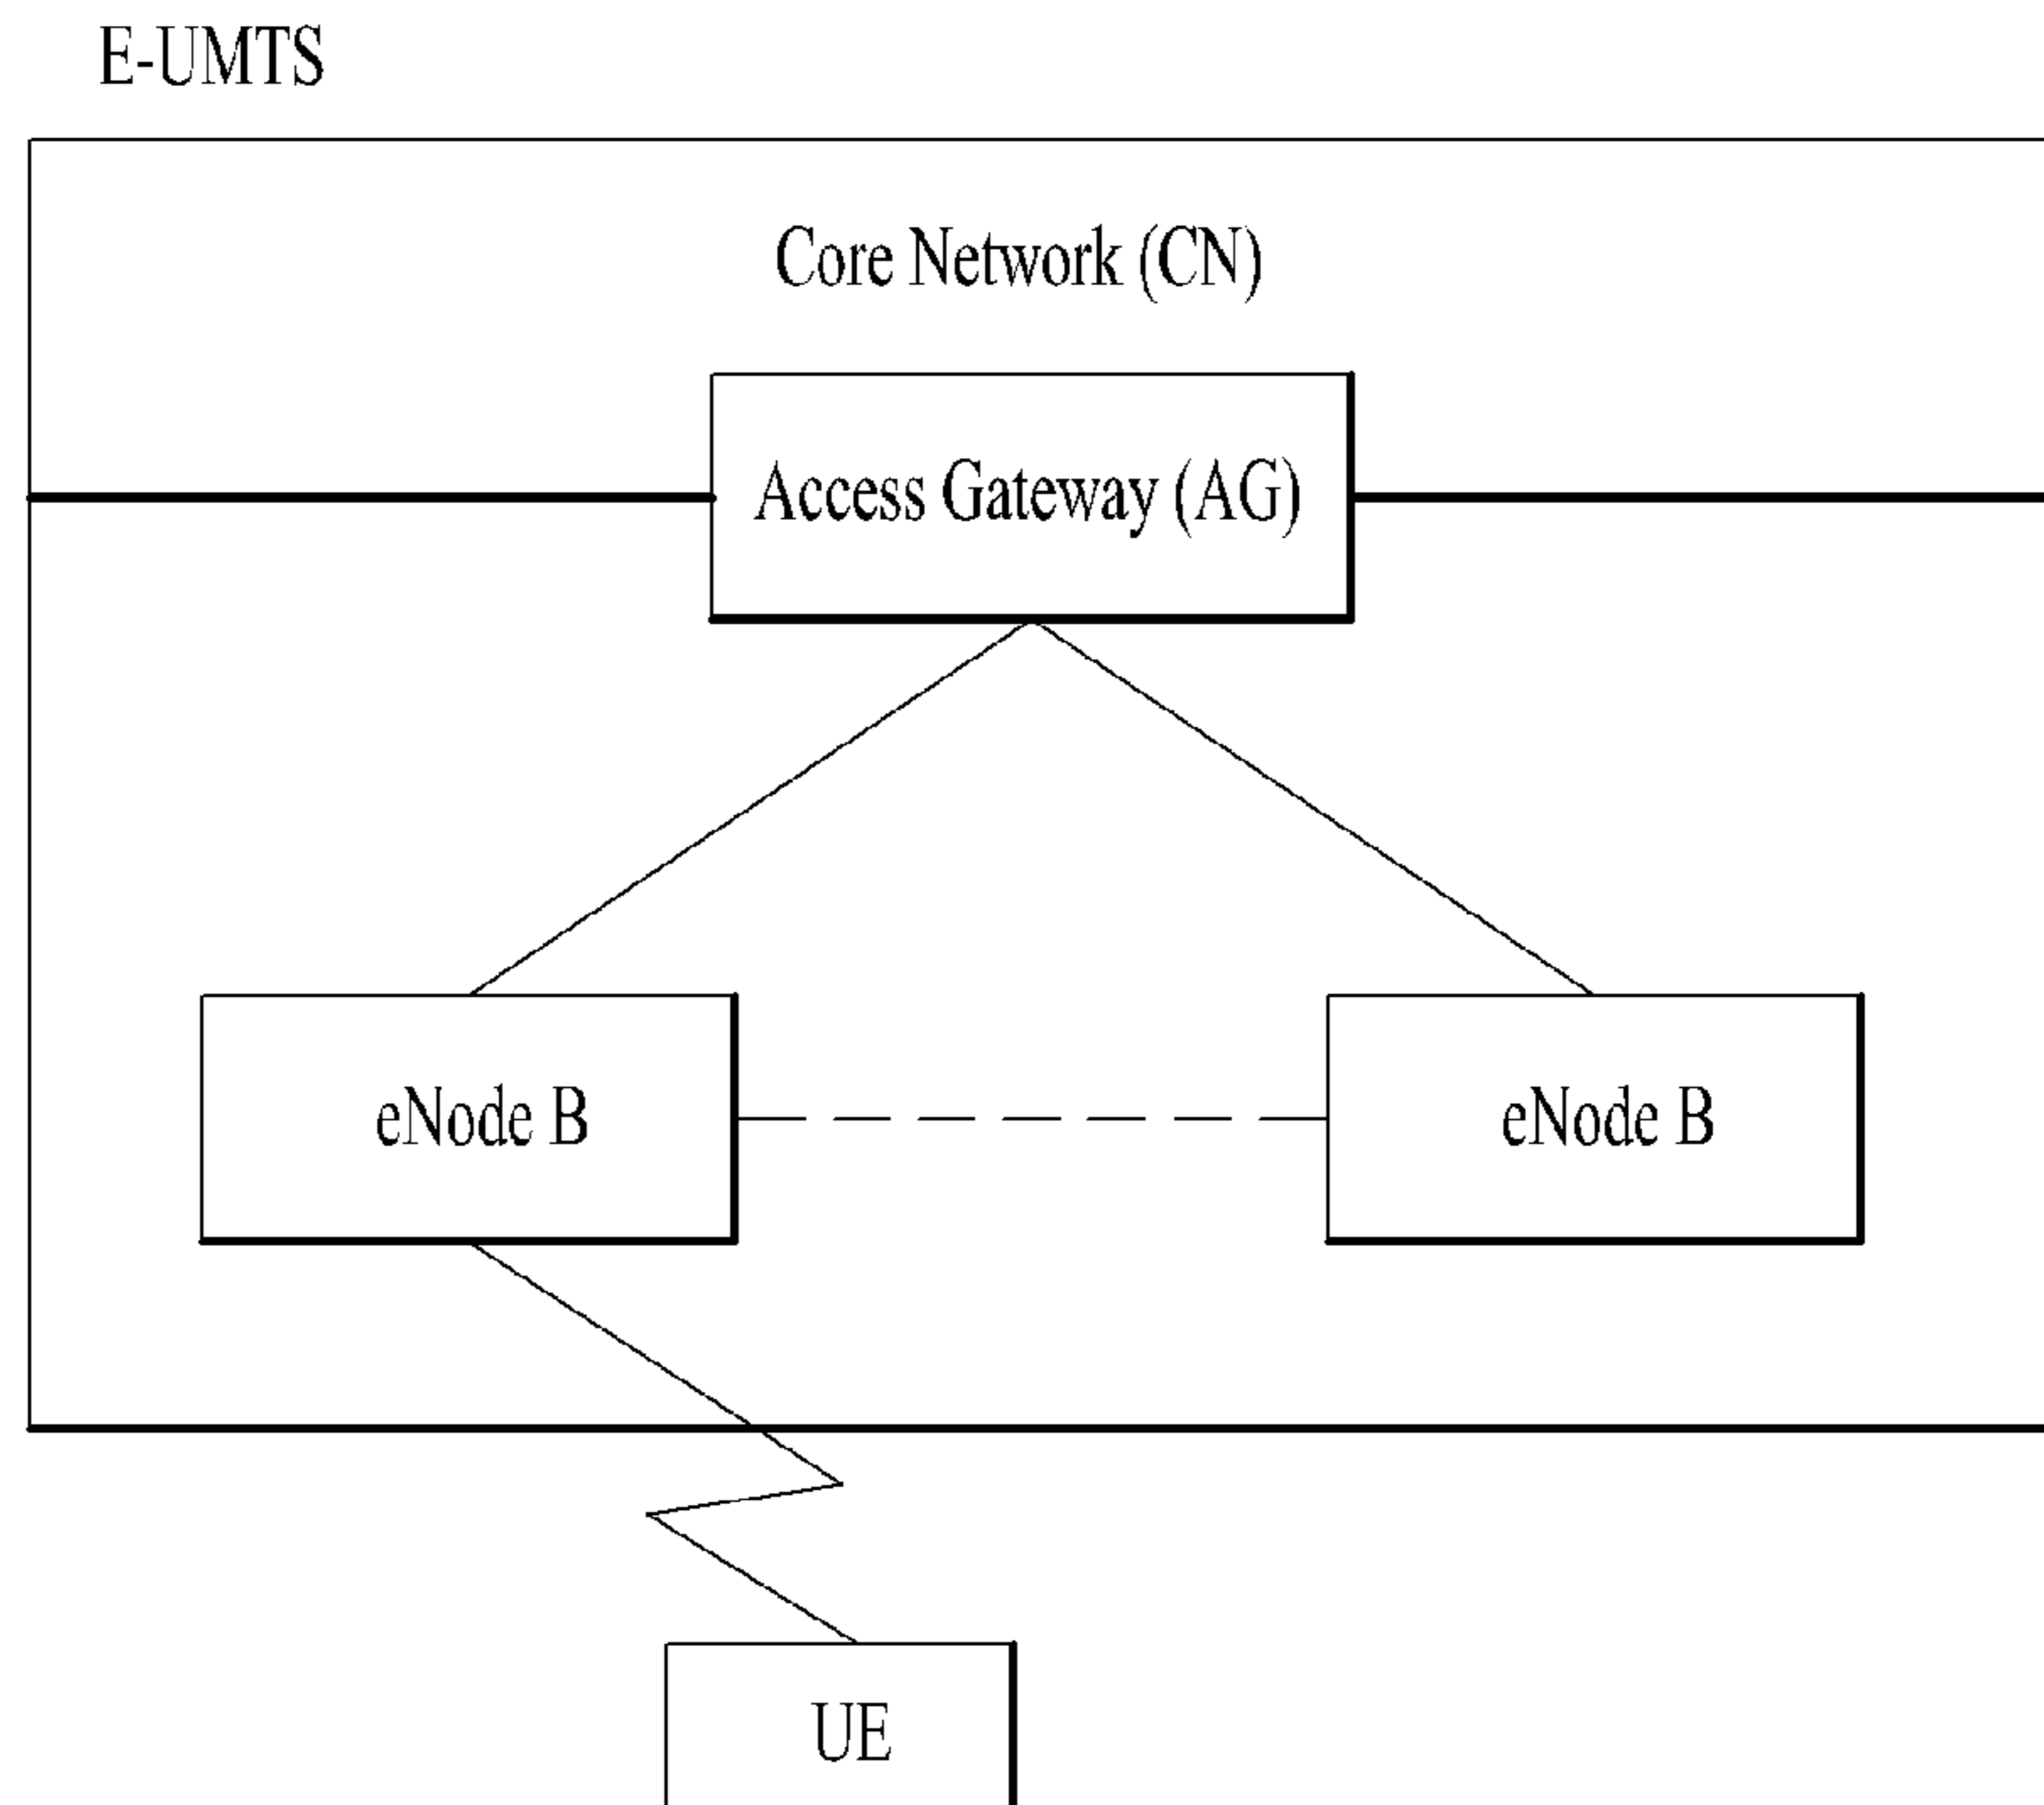 E-UMTS
Core Network (CN)
Access Gateway (AG)
eNode B
eNode B
UE